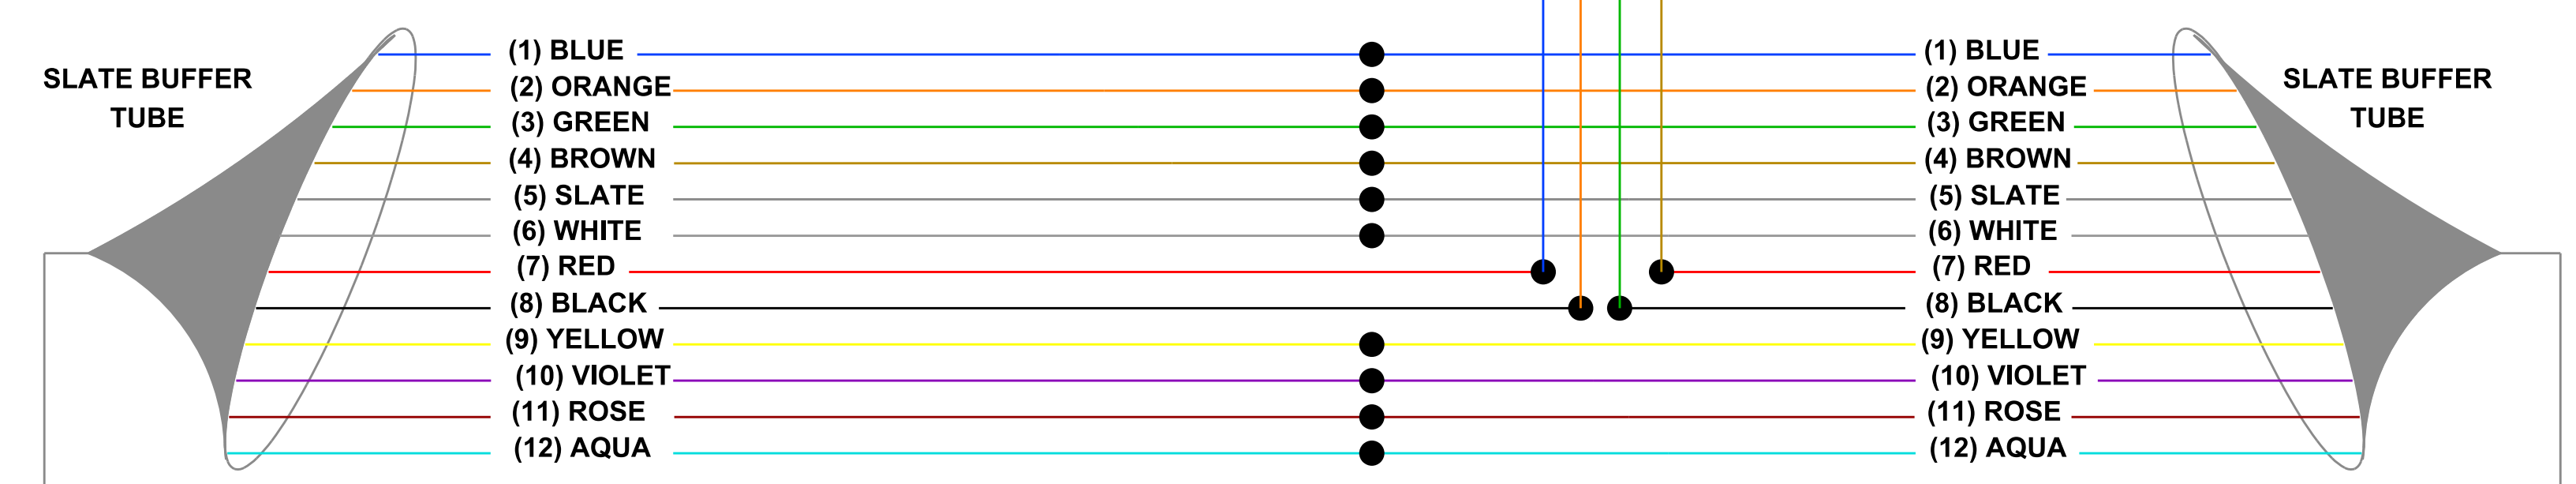 SLATE BUFFER
TUBE
(1) BLUE
(2) ORANGE
(3) GREEN
(4) BROWN
(5) SLATE
(6) WHITE
(7) RED
(8) BLACK
(9) YELLOW
(10) VIOLET
(11) ROSE
(12) AQUA
(1) BLUE
(2) ORANGE
(3) GREEN
(4) BROWN
(5) SLATE
(6) WHITE
(7) RED
(8) BLACK
(9) YELLOW
(10) VIOLET
(11) ROSE
(12) AQUA
SLATE BUFFER
TUBE